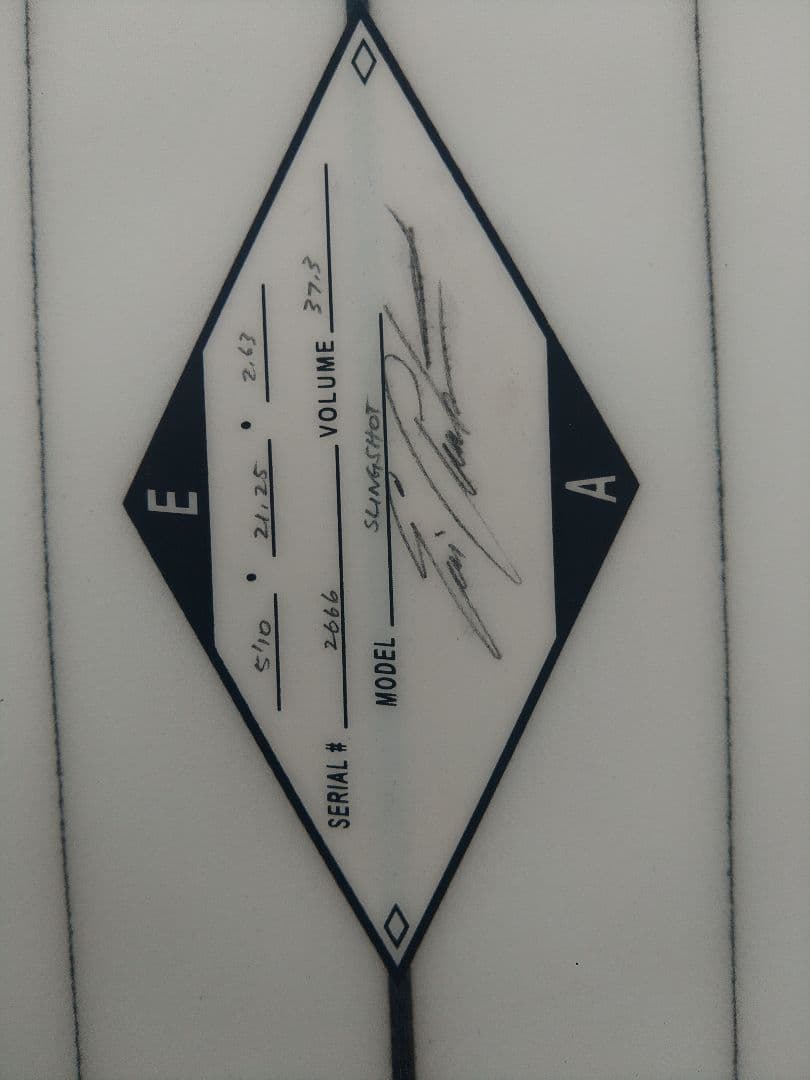 E
5'10 • 21.25 • 2.63
SERIAL # 2666 VOLUME 37.3
MODEL SLINGSHOT
A